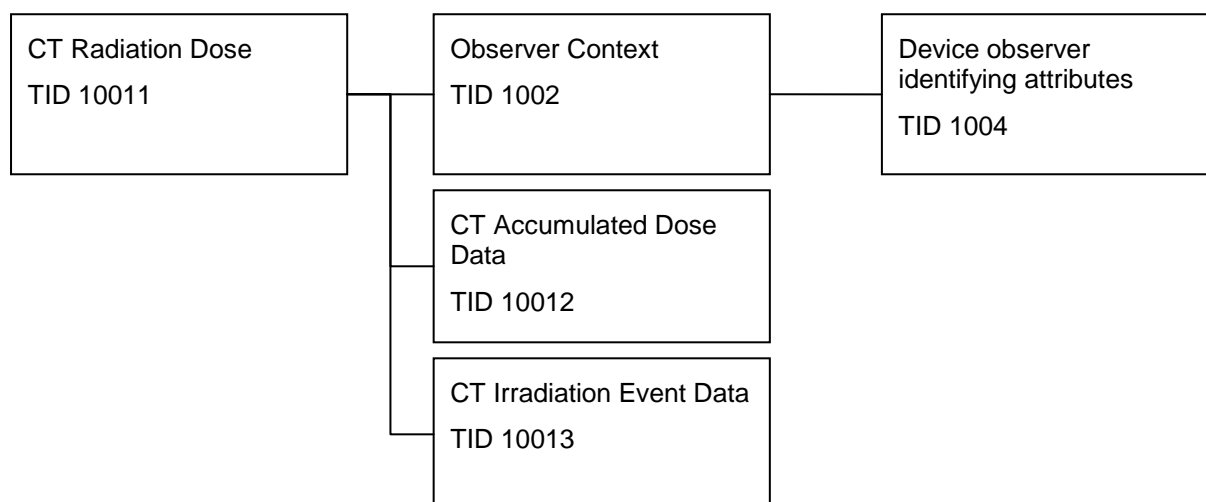 CT Radiation Dose
TID 10011
Observer Context
TID 1002
Device observer
identifying attributes
TID 1004
CT Accumulated Dose
Data
TID 10012
CT Irradiation Event Data
TID 10013